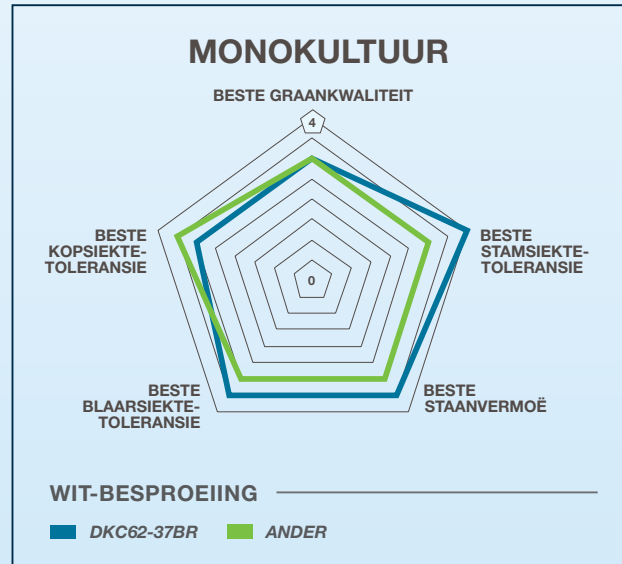 MONOKULTUUR
BESTE GRAANKWALITEIT
4
BESTE
KOPSIEKTE-
TOLERANSIE
BESTE
STAMSIEKTE-
TOLERANSIE
0
BESTE
BLAARSIEKTE-
TOLERANSIE
BESTE
STAANVERMOË
WIT-BESPROEIING
DKC62-37BR
ANDER